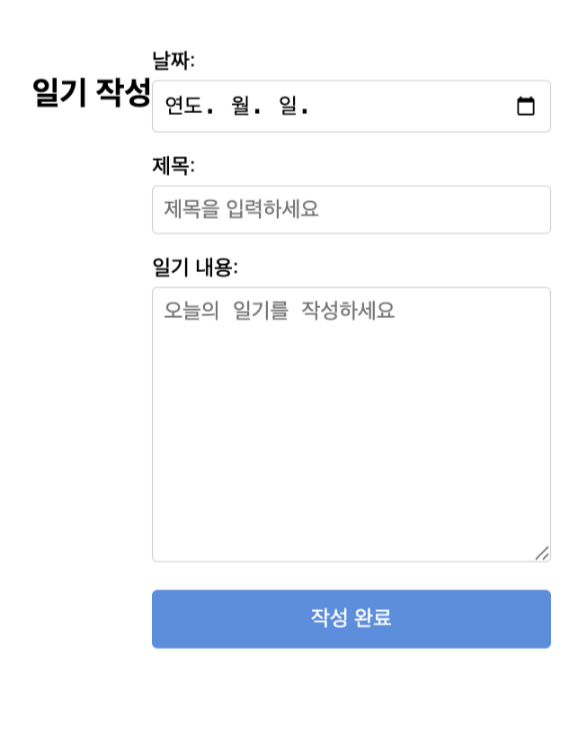 일기 작성
날짜:
연도. 월. 일.
제목:
제목을 입력하세요
일기 내용:
오늘의 일기를 작성하세요
작성 완료